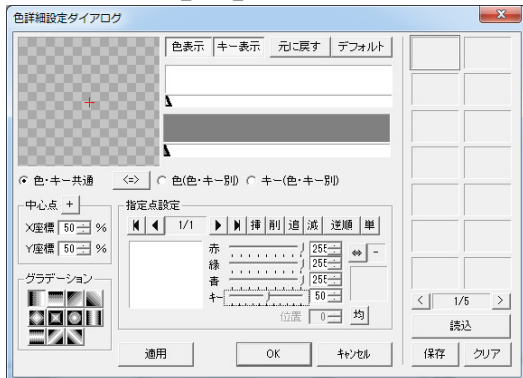 色詳細設定ダイアログ
色表示 キー表示 元に戻す デフォルト
色・キー共通 <=> 色(色・キー別) キー(色・キー別)
中心点 +
X座標 50 %
Y座標 50 %
グラデーション
指定点設定
1/1 挿 削 追 減 逆順 単
赤 255
緑 255
青 255
キー 50
位置 0 均
⇔ -
適用 OK キャンセル
< 1/5 >
読込
保存 クリア